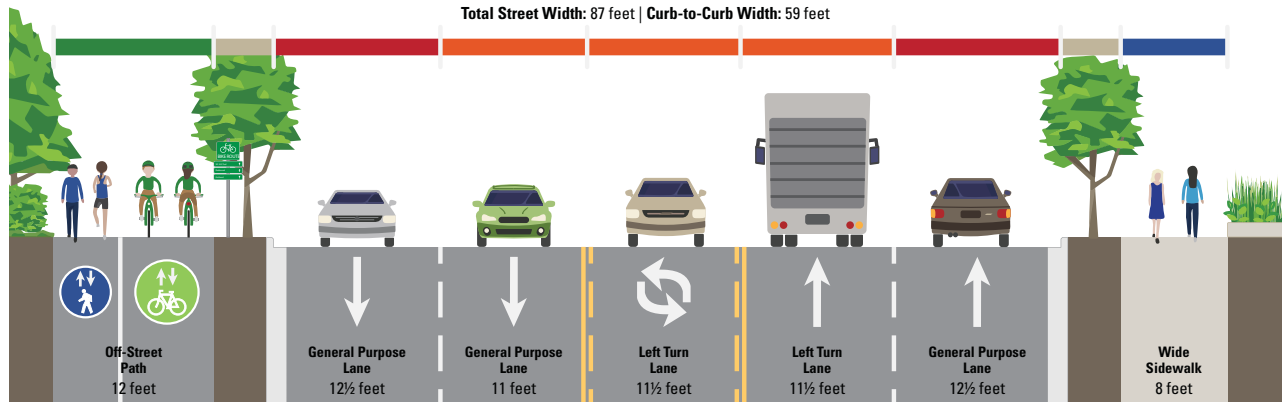 Total Street Width: 87 feet | Curb-to-Curb Width: 59 feet
BIKE ROUTE
Off-Street
Path
12 feet
General Purpose
Lane
12½ feet
General Purpose
Lane
11 feet
Left Turn
Lane
11½ feet
Left Turn
Lane
11½ feet
General Purpose
Lane
12½ feet
Wide
Sidewalk
8 feet